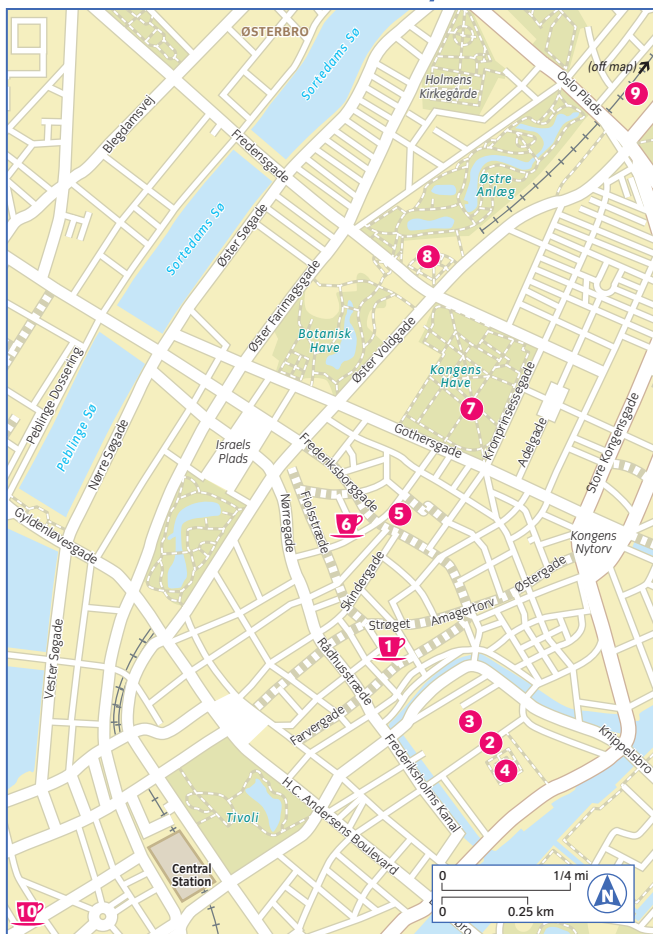 ØSTERBRO
Sortedams Sø
(off map)
9
Oslo Plads
Holmens
Kirkegårde
Blegdamsvej
Fredensgade
Østre
Anlæg
Sortedams Sø
Øster Søgade
8
Øster Farimagsgade
Botanisk
Have
Øster Voldgade
Kongens
Have
7
Kronprinsessegade
Adelgade
Store Kongensgade
Peblinge Dossering
Peblinge Sø
Nørre Søgade
Israels
Plads
Gothersgade
Frederiksborggade
Fiolsstræde
Nørregade
6
5
Gyldenløvesgade
Kongens
Nytorv
Skindergade
Østergade
Amagertorv
Strøget
1
Vester Søgade
Rådhusstræde
Farvergade
3
2
4
Knippelsbro
Frederiksholms Kanal
H.C. Andersens Boulevard
Tivoli
Central
Station
10
0 1/4 mi
0 0.25 km
N